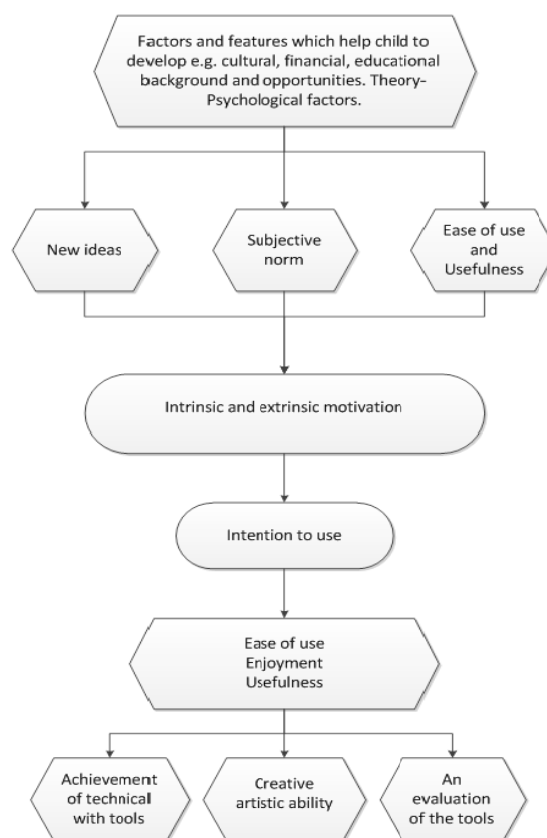 Factors and features which help child to
develop e.g. cultural, financial, educational
background and opportunities. Theory-
Psychological factors.
New ideas
Subjective
norm
Ease of use
and
Usefulness
Intrinsic and extrinsic motivation
Intention to use
Ease of use
Enjoyment
Usefulness
Achievement
of technical
with tools
Creative
artistic ability
An
evaluation
of the tools